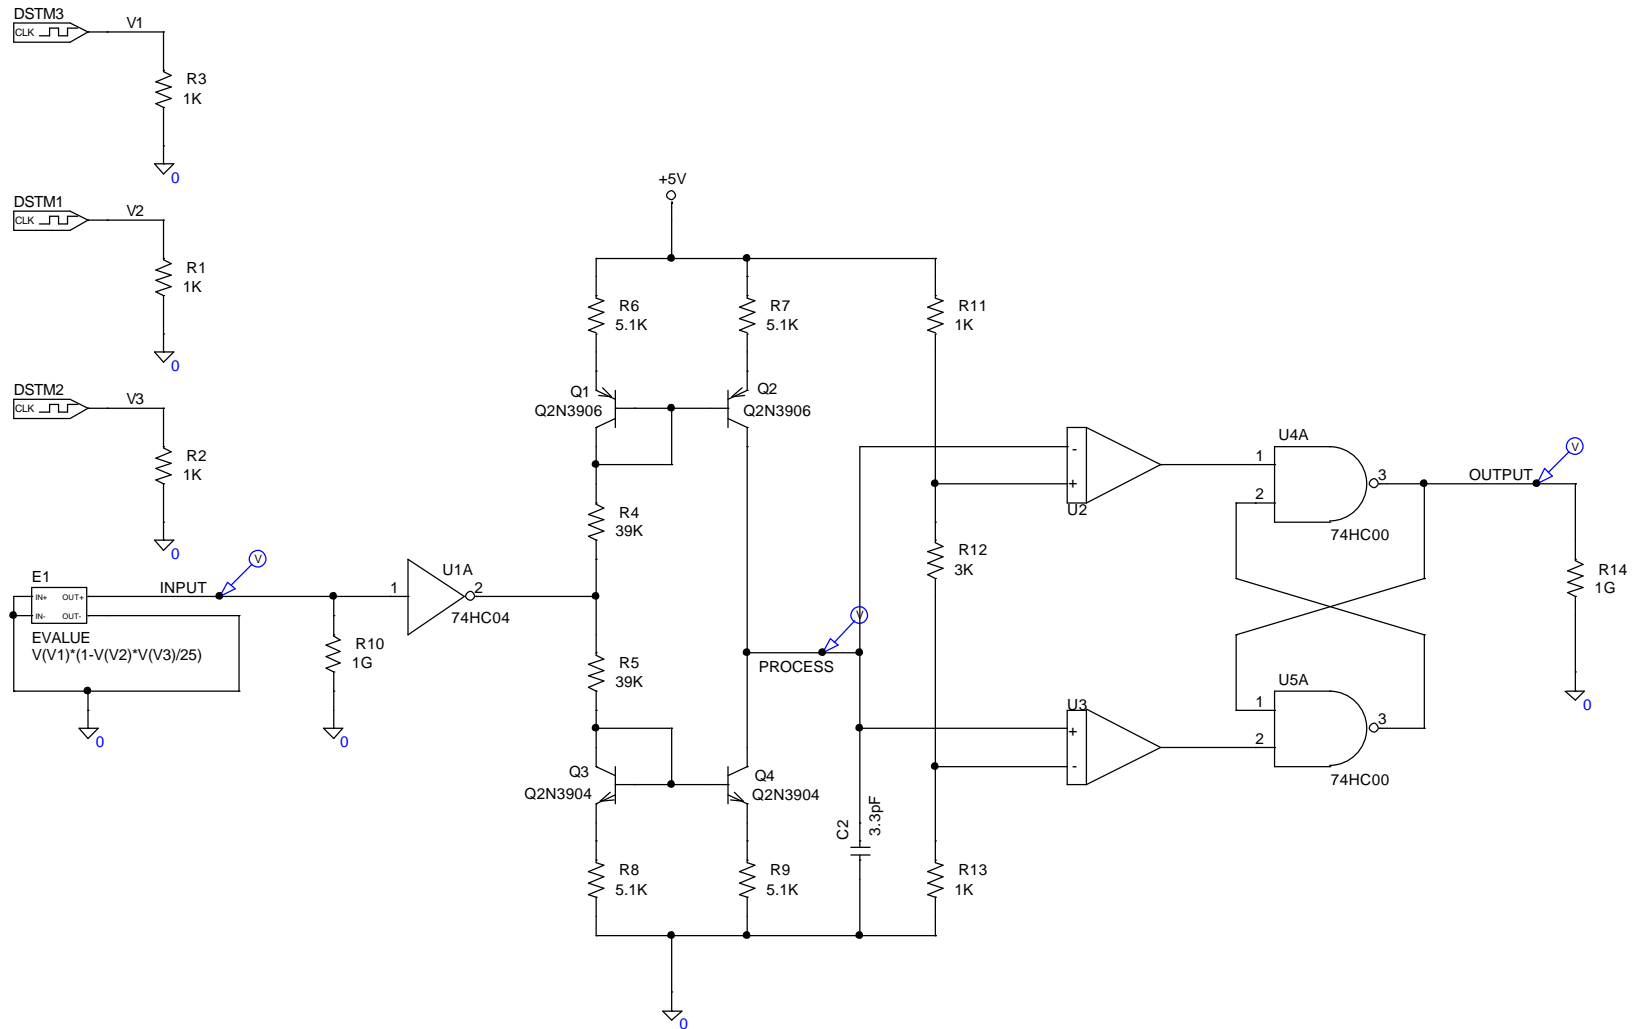 DSTM3
CLK
V1
R3
1K
0
DSTM1
CLK
V2
R1
1K
0
DSTM2
CLK
V3
R2
1K
0
E1
IN+
OUT+
IN-
OUT-
EVALUE
V(V1)*(1-V(V2)*V(V3)/25)
0
INPUT
V
R10
1G
0
1
U1A
2
74HC04
+5V
R6
5.1K
R7
5.1K
Q1
Q2N3906
Q2
Q2N3906
R4
39K
R5
39K
Q3
Q2N3904
Q4
Q2N3904
R8
5.1K
R9
5.1K
0
PROCESS
V
C2
3.3pF
R11
1K
R12
3K
R13
1K
-
+
U2
U3
+
-
U4A
1
2
3
74HC00
U5A
1
2
3
74HC00
OUTPUT
V
R14
1G
0